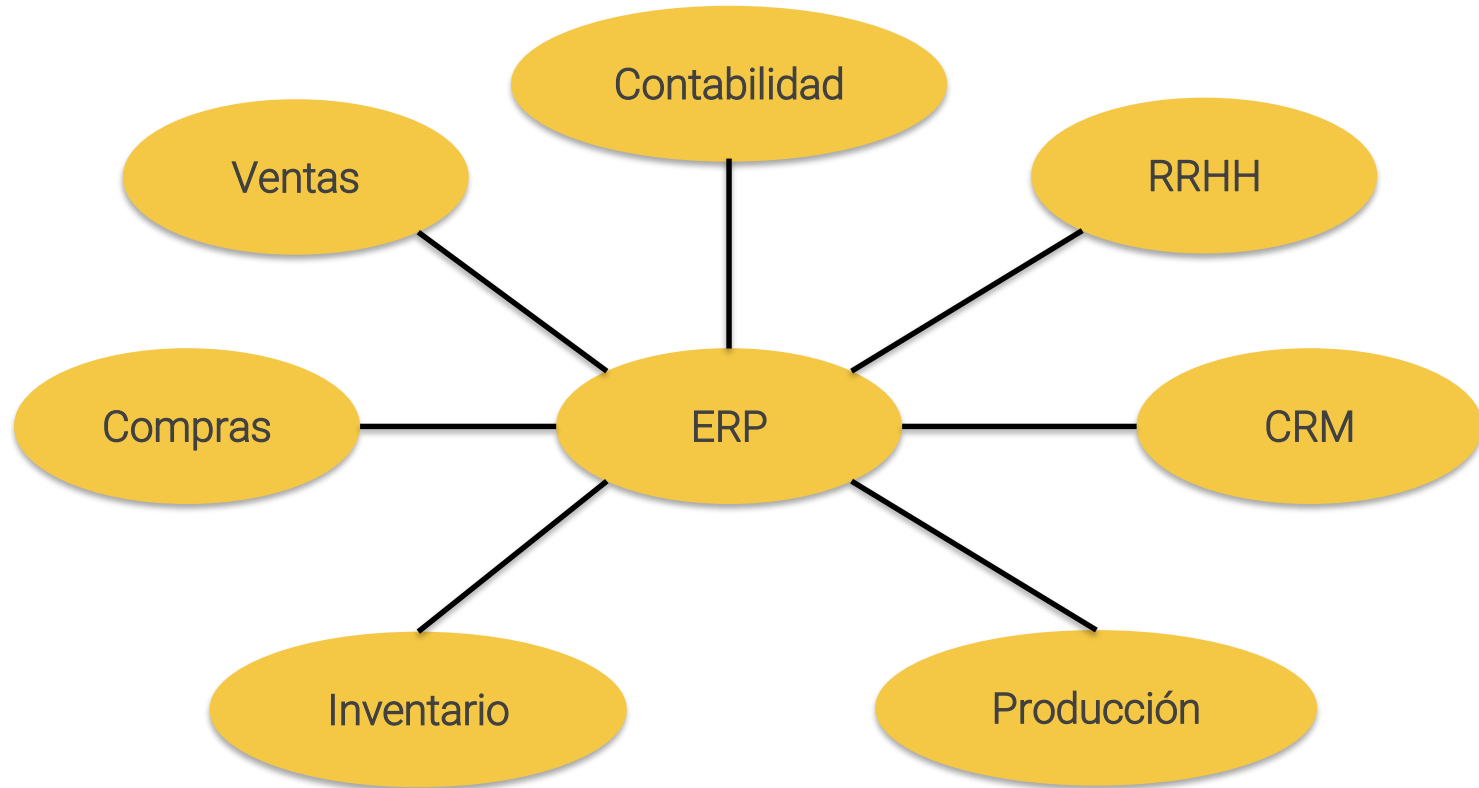 Contabilidad
Ventas
RRHH
Compras
ERP
CRM
Inventario
Producción